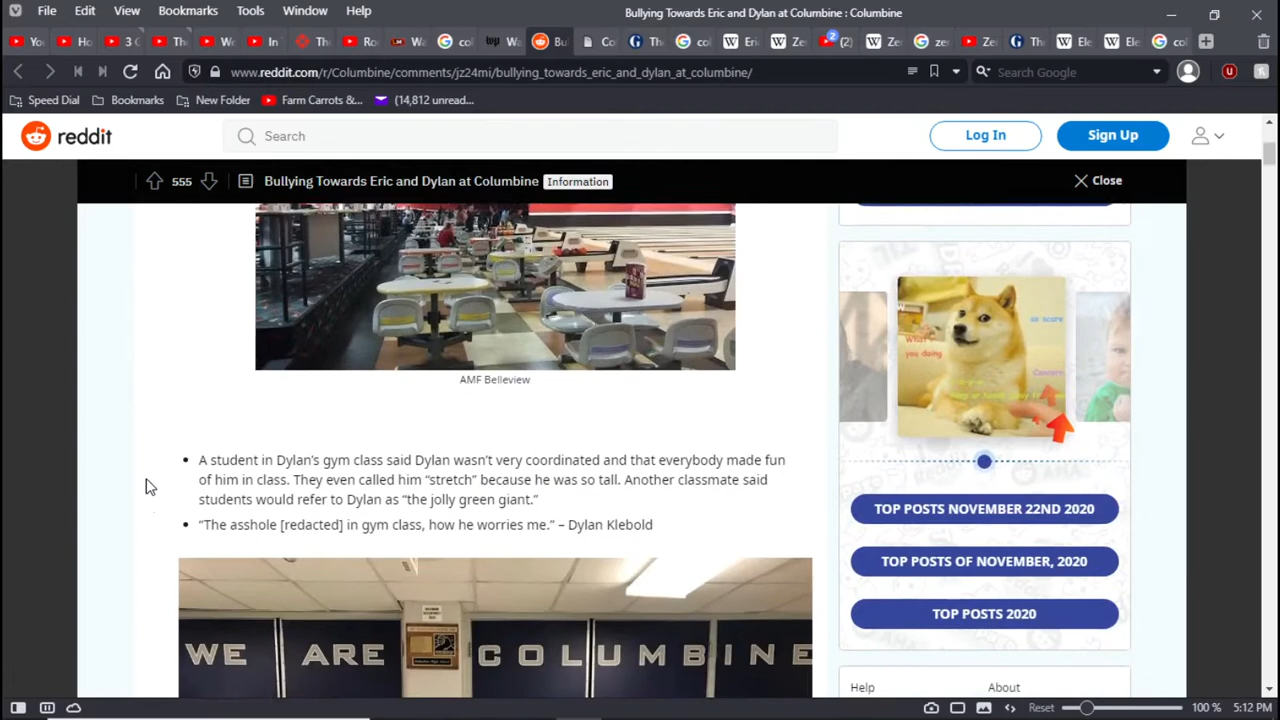 File Edit View Bookmarks Tools Window Help
Bullying Towards Eric and Dylan at Columbine : Columbine
www.reddit.com/r/Columbine/comments/jz24mi/bullying_towards_eric_and_dylan_at_columbine/
Search Google
Speed Dial Bookmarks New Folder Farm Carrots &... (14,812 unread...
reddit
Search
Log In
Sign Up
555
Bullying Towards Eric and Dylan at Columbine
Information
Close
AMF Belleview
A student in Dylan's gym class said Dylan wasn't very coordinated and that everybody made fun
of him in class. They even called him “stretch” because he was so tall. Another classmate said
students would refer to Dylan as “the jolly green giant.”
“The asshole [redacted] in gym class, how he worries me.” – Dylan Klebold
WE ARE COLUMBINE
so scare
What
you doing
Concern
TOP POSTS NOVEMBER 22ND 2020
TOP POSTS OF NOVEMBER, 2020
TOP POSTS 2020
Help
About
Reset
100 %
5:12 PM